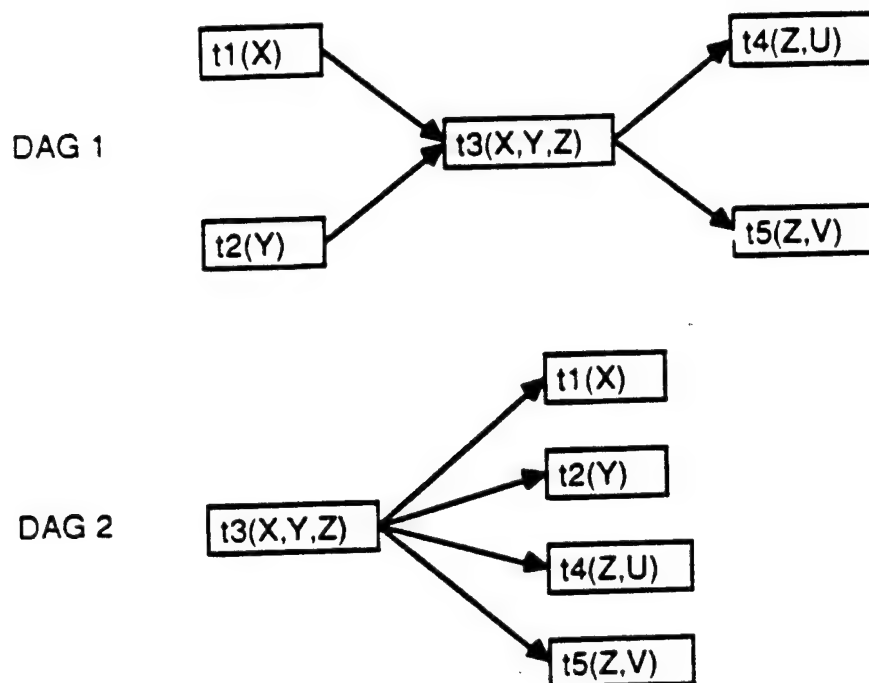 t1(X)
t4(Z,U)
DAG 1
t3(X,Y,Z)
t2(Y)
t5(Z,V)
t1(X)
t2(Y)
DAG 2
t3(X,Y,Z)
t4(Z,U)
t5(Z,V)